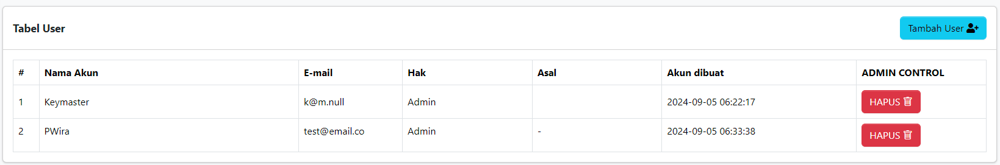 Tabel User
Tambah User
# Nama Akun E-mail Hak Asal Akun dibuat ADMIN CONTROL
1 Keymaster k@m.null Admin 2024-09-05 06:22:17 HAPUS
2 PWira test@email.co Admin - 2024-09-05 06:33:38 HAPUS